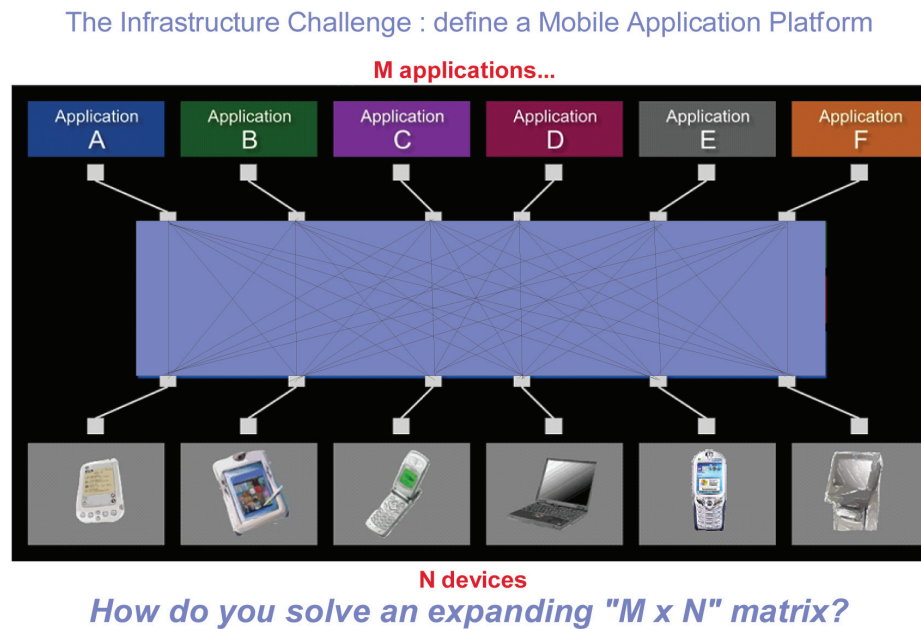 The Infrastructure Challenge : define a Mobile Application Platform
M applications...
Application
A
Application
B
Application
C
Application
D
Application
E
Application
F
N devices
How do you solve an expanding "M x N" matrix?